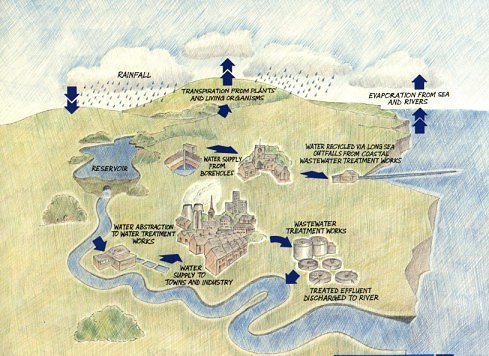 RAINFALL
TRANSPIRATION FROM PLANTS
AND LIVING ORGANISMS
EVAPORATION FROM SEA
AND RIVERS
RESERVOIR
WATER SUPPLY
FROM
BOREHOLES
WATER RECYCLED VIA LONG SEA
OUTFALLS FROM COASTAL
WASTEWATER TREATMENT WORKS
WATER ABSTRACTION
TO WATER TREATMENT
WORKS
WATER
SUPPLY TO
TOWNS AND INDUSTRY
WASTEWATER
TREATMENT WORKS
TREATED EFFLUENT
DISCHARGED TO RIVER